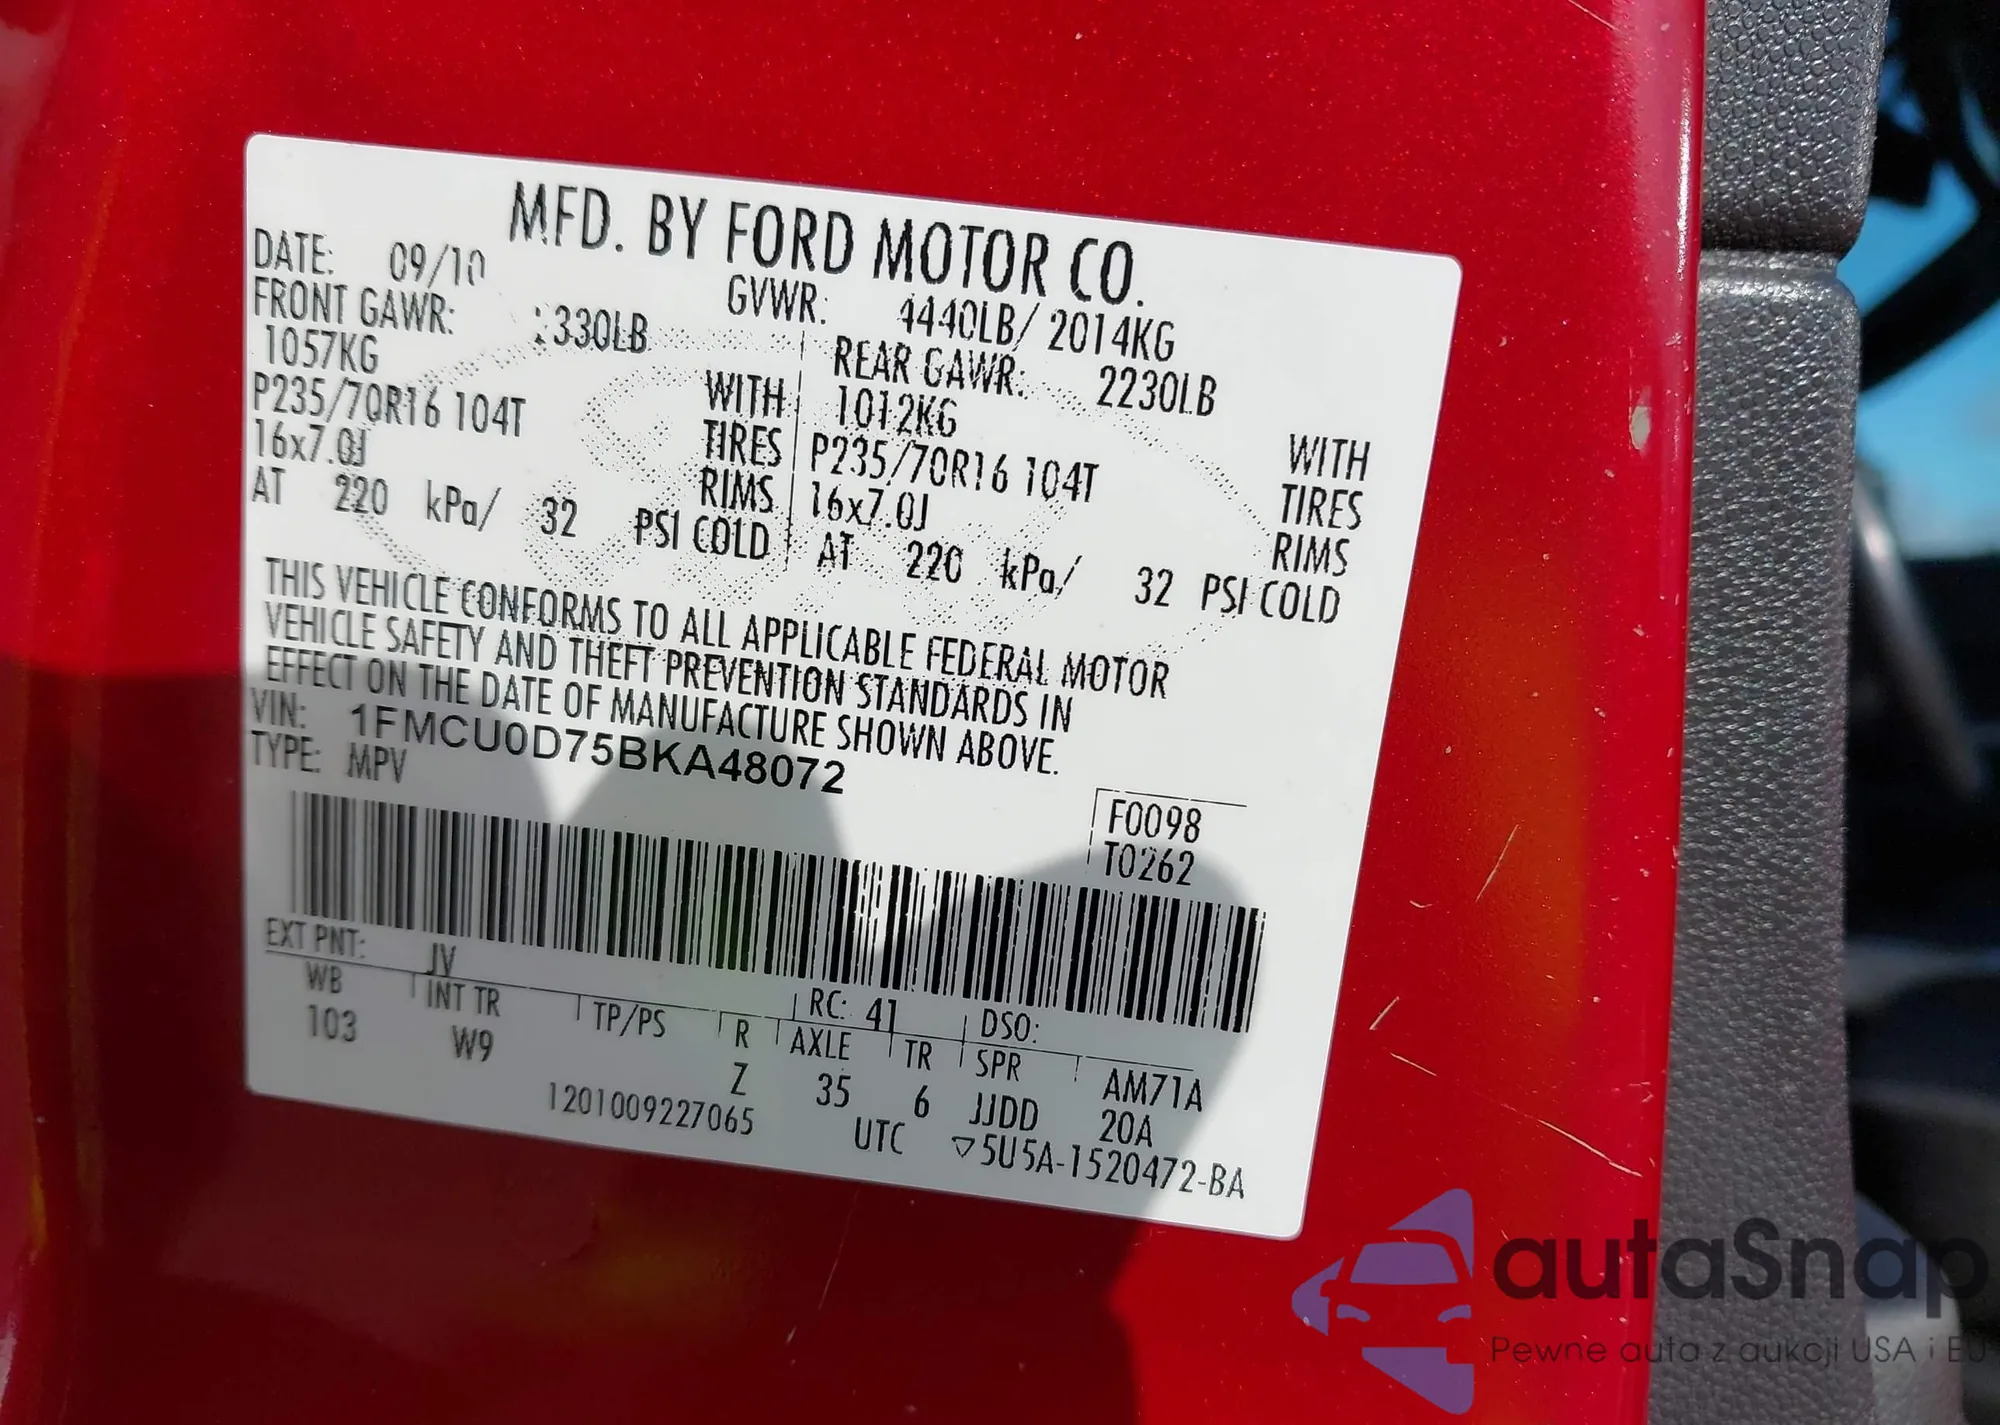 MFD. BY FORD MOTOR CO.
DATE: 09/10
GVWR: 4440LB/ 2014KG
FRONT GAWR: 330LB
REAR GAWR: 2230LB
1057KG WITH
1012KG WITH
P235/70R16 104T TIRES
P235/70R16 104T TIRES
16x7.0J RIMS
16x7.0J RIMS
AT 220 kPa/ 32 PSI COLD
AT 220 kPa/ 32 PSI COLD
THIS VEHICLE CONFORMS TO ALL APPLICABLE FEDERAL MOTOR
VEHICLE SAFETY AND THEFT PREVENTION STANDARDS IN
EFFECT ON THE DATE OF MANUFACTURE SHOWN ABOVE.
VIN: 1FMCU0D75BKA48072
TYPE: MPV
F0098
T0262
EXT PNT: JV
RC: 41
DSO:
WB INT TR TP/PS R AXLE TR SPR
103 W9 Z 35 6 JJDD
AM71A
20A
1201009227065
UTC ▽5U5A-1520472-BA
autaSnap
Pewne auta z aukcji USA i EU